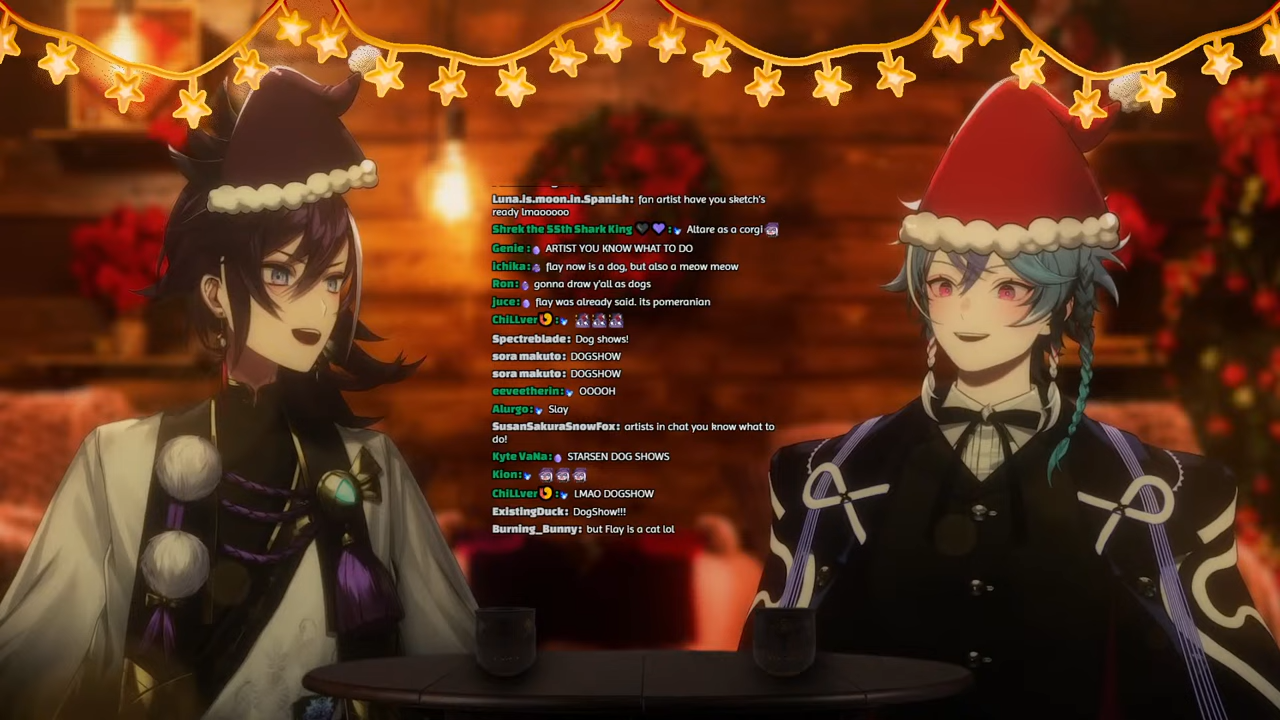 Luna.is.moon.in.Spanish: fan artist have you sketch's
ready lmaooooo
Shrek the 55th Shark King 🖤 💜 : Altare as a corgi
Genie : ARTIST YOU KNOW WHAT TO DO
ichika: flay now is a dog, but also a meow meow
Ron: gonna draw y'all as dogs
juce: flay was already said. its pomeranian
ChiLLver :
Spectreblade: Dog shows!
sora makuto: DOGSHOW
sora makuto: DOGSHOW
eeveetherin: OOOOH
Alurgo: Slay
SusanSakuraSnowFox: artists in chat you know what to
do!
Kyte VaNa: STARSEN DOG SHOWS
Kion:
ChiLLver : LMAO DOGSHOW
ExistingDuck: DogShow!!!
Burning_Bunny: but Flay is a cat lol